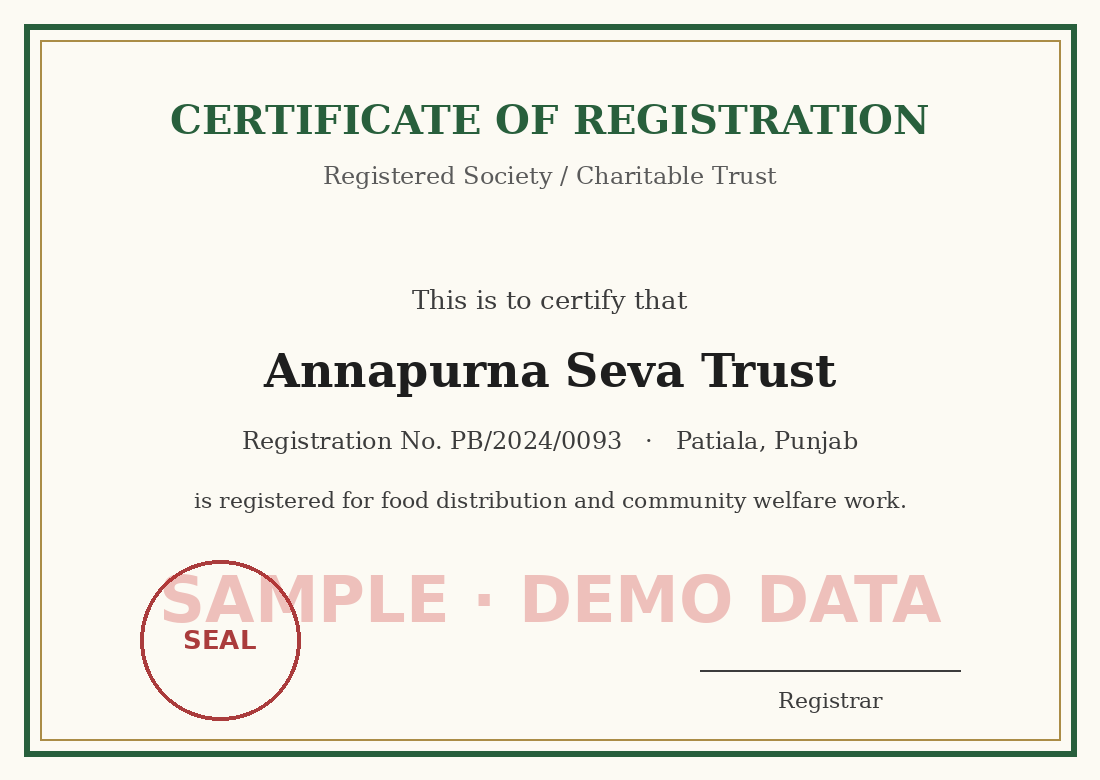 CERTIFICATE OF REGISTRATION
Registered Society / Charitable Trust
This is to certify that
Annapurna Seva Trust
Registration No. PB/2024/0093 · Patiala, Punjab
is registered for food distribution and community welfare work.
SAMPLE · DEMO DATA
SEAL
Registrar